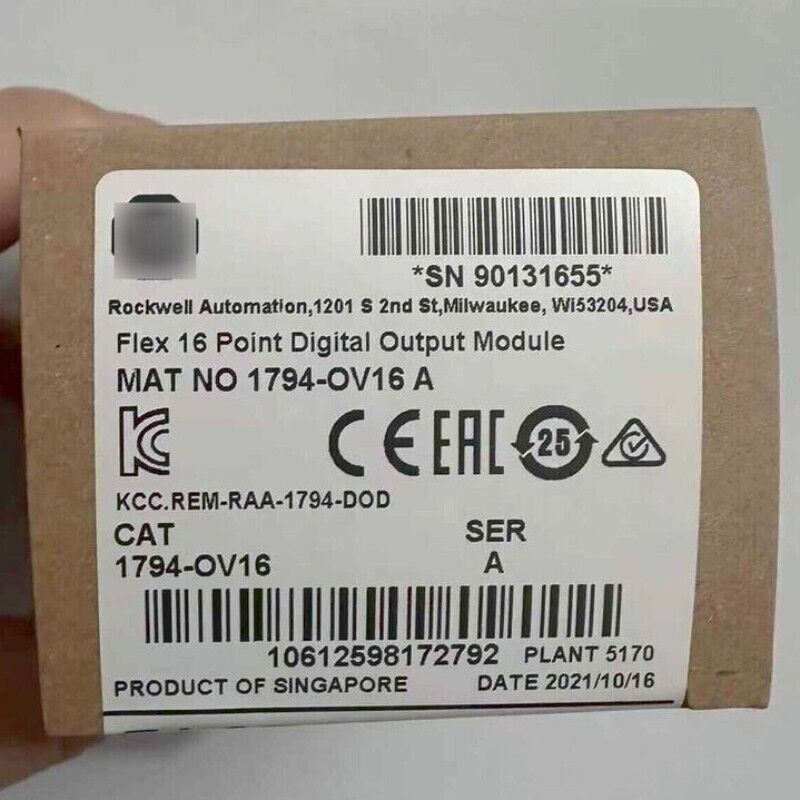 *SN 90131655*
Rockwell Automation,1201 S 2nd St,Milwaukee, Wi53204,USA
Flex 16 Point Digital Output Module
MAT NO 1794-OV16 A
KC CE EAC 25
KCC.REM-RAA-1794-DOD
CAT SER
1794-OV16 A
10612598172792 PLANT 5170
PRODUCT OF SINGAPORE DATE 2021/10/16